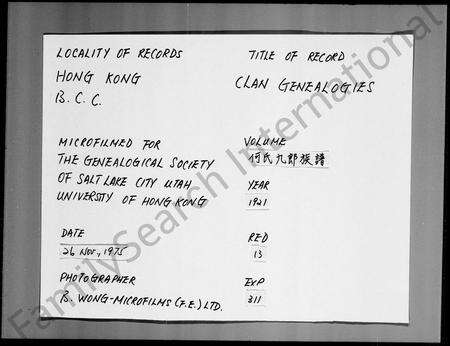 LOCALITY OF RECORDS
HONG KONG
B.C.C.
TITLE OF RECORD
CLAN GENEALOGIES
MICROFILMED FOR
THE GENEALOGICAL SOCIETY
OF SALT LAKE CITY UTAH
UNIVERSTY OF HONG KONG
VOLUME
何氏九郎族譜
YEAR
1921
DATE
26 Nov., 1975
RED
13
PHOTOGRAPHER
B. WONG-MICROFILMS (F.E.) LTD.
EXP
311
FamilySearch International